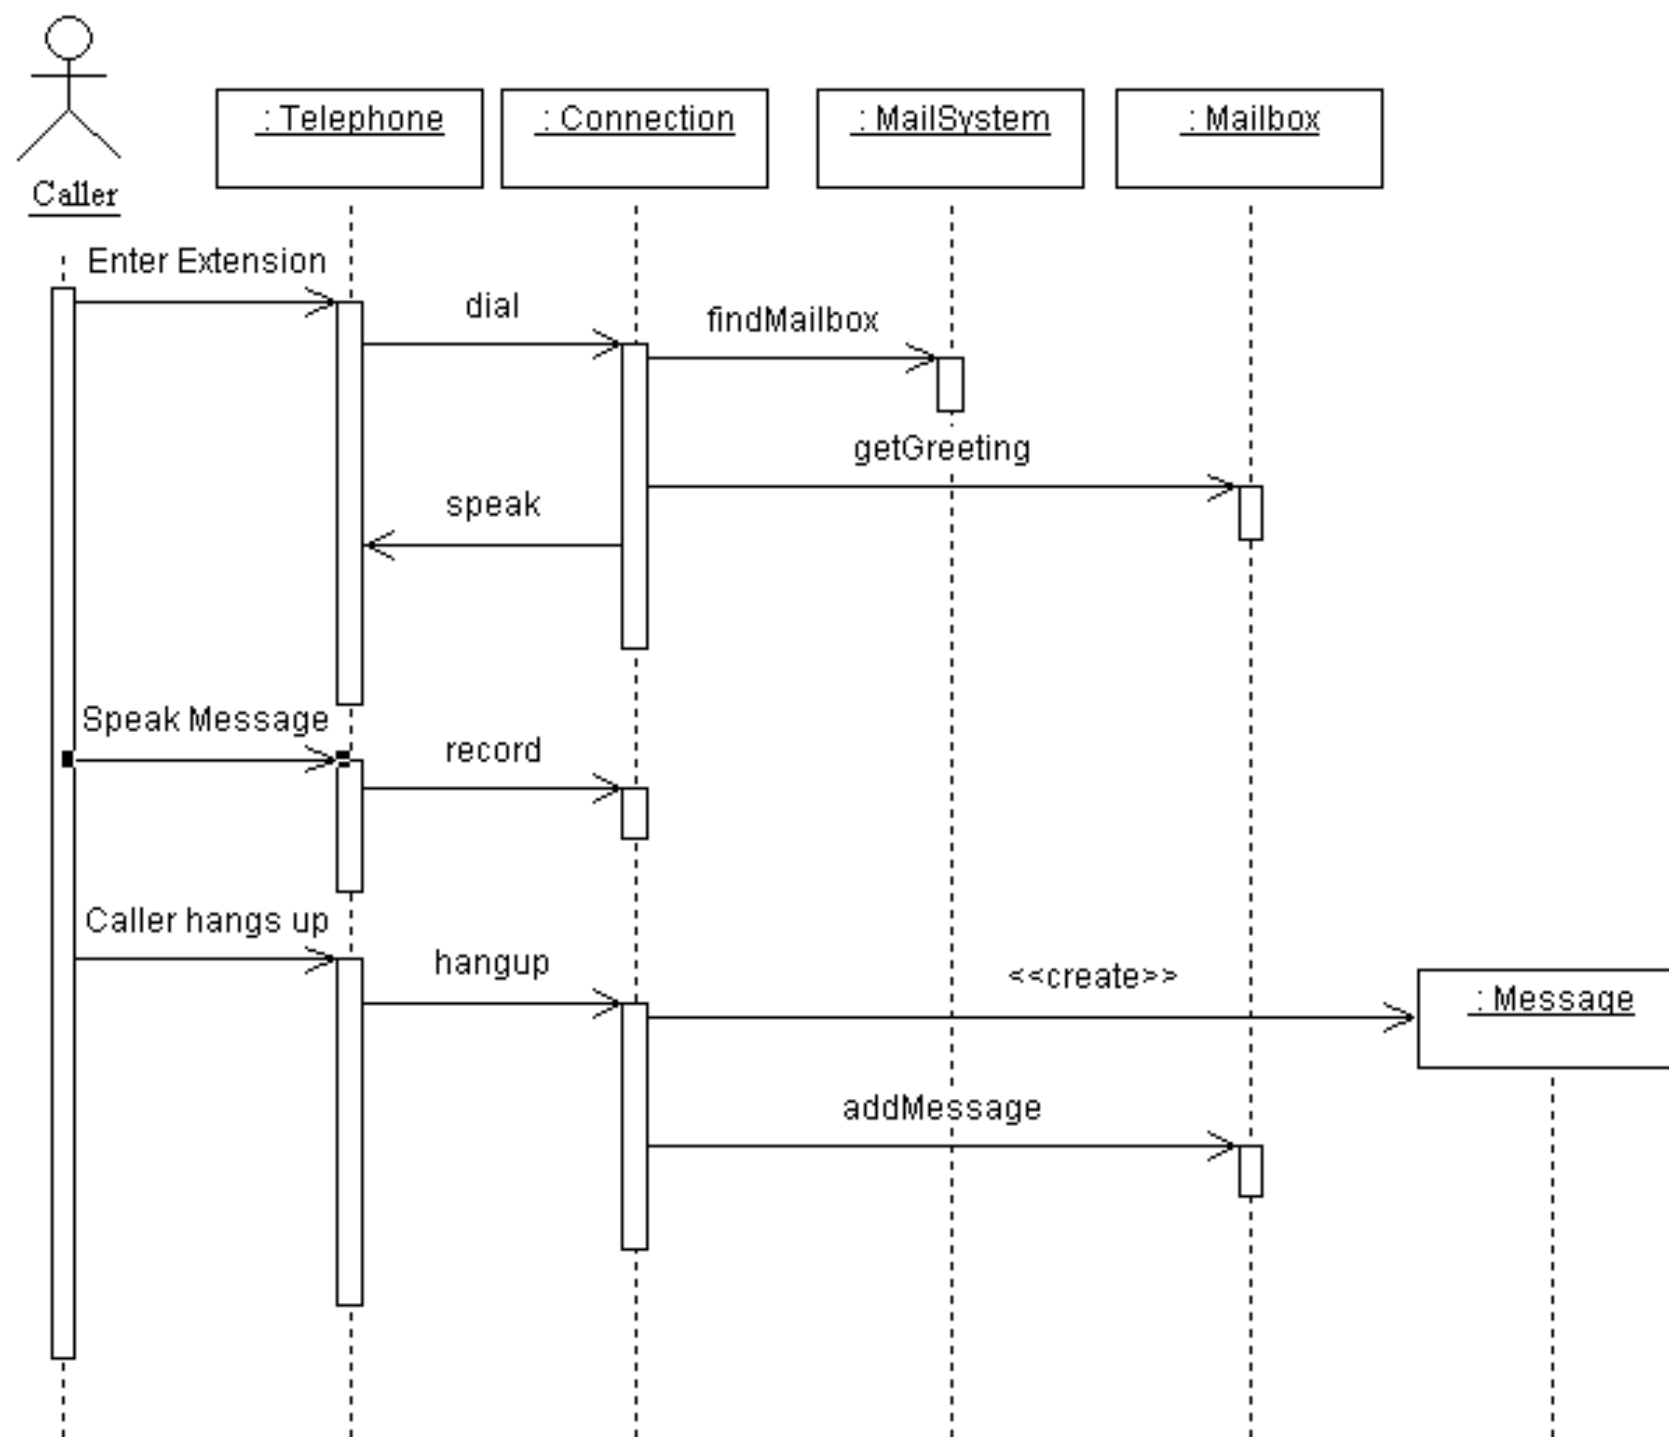 : Telephone
: Connection
: MailSystem
: Mailbox
Caller
Enter Extension
dial
findMailbox
getGreeting
speak
Speak Message
record
Caller hangs up
hangup
<<create>>
: Message
addMessage